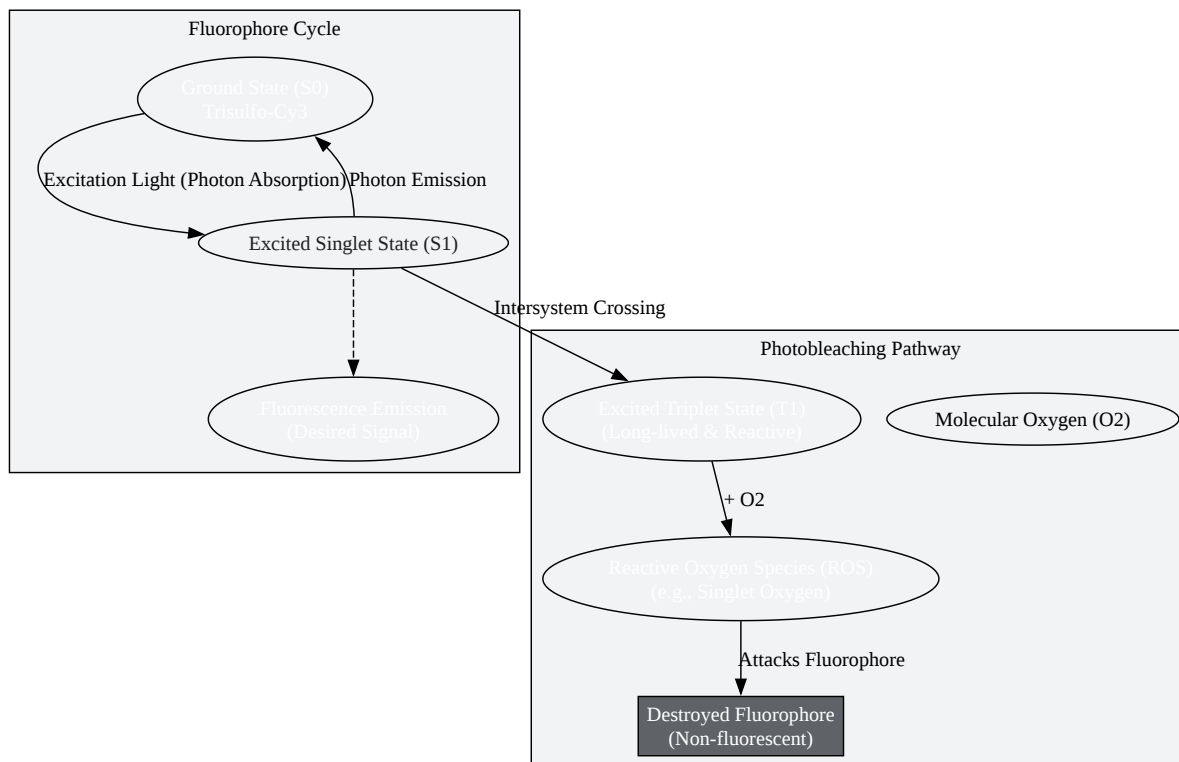 Fluorophore Cycle
Ground State (S0)
Trisulfo-Cy3
Excitation Light (Photon Absorption)
Photon Emission
Excited Singlet State (S1)
Intersystem Crossing
Fluorescence Emission
(Desired Signal)
Photobleaching Pathway
Excited Triplet State (T1)
(Long-lived & Reactive)
Molecular Oxygen (O2)
+ O2
Reactive Oxygen Species (ROS)
(e.g., Singlet Oxygen)
Attacks Fluorophore
Destroyed Fluorophore
(Non-fluorescent)